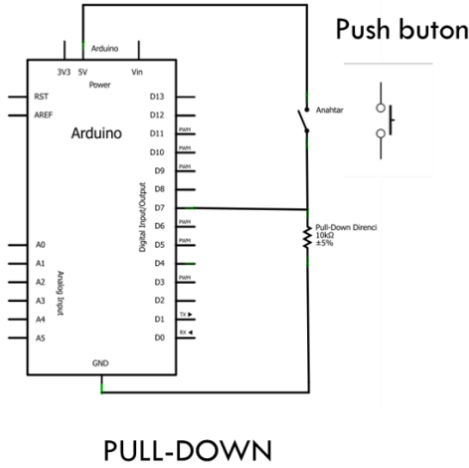 Push buton
Arduino
3V3 5V Vin
Power
RST
AREF
Arduino
D13
D12
D11 PWM
D10 PWM
D9 PWM
D8
D7
D6 PWM
D5 PWM
D4
D3 PWM
D2
D1 TX
D0 RX
Digital Input/Output
A0
A1
A2
A3
A4
A5
Analog Input
GND
Anahtar
Pull-Down Direnci
10kΩ
±5%
PULL-DOWN